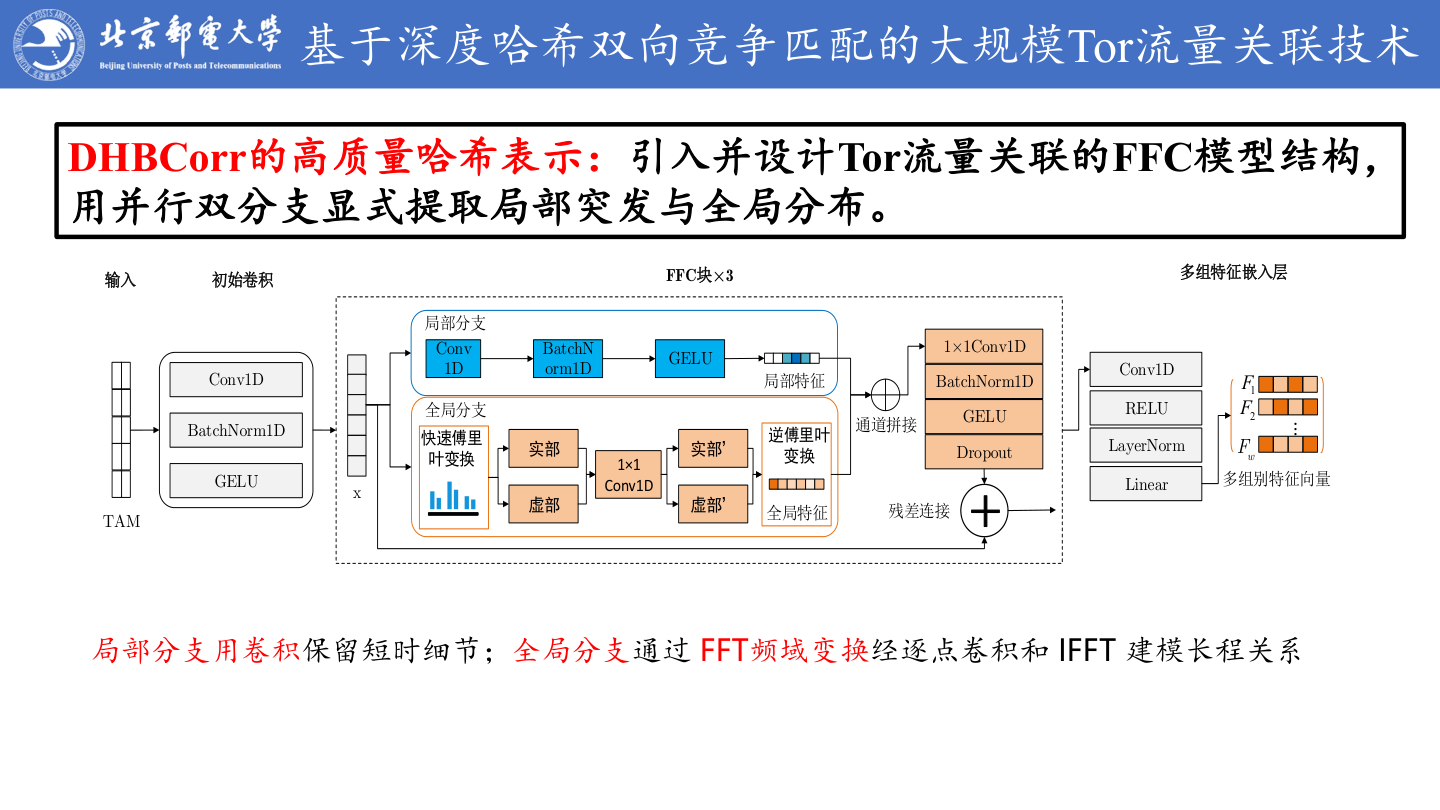 北京郵電大學
Beijing University of Posts and Telecommunications
基于深度哈希双向竞争匹配的大规模Tor流量关联技术
DHBCorr的高质量哈希表示：引入并设计Tor流量关联的FFC模型结构，
用并行双分支显式提取局部突发与全局分布。
输入
初始卷积
FFC块×3
多组特征嵌入层
TAM
Conv1D
BatchNorm1D
GELU
x
局部分支
Conv
1D
BatchN
orm1D
GELU
局部特征
全局分支
快速傅里
叶变换
实部
虚部
1×1
Conv1D
实部’
虚部’
逆傅里叶
变换
全局特征
通道拼接
1×1Conv1D
BatchNorm1D
GELU
Dropout
残差连接
Conv1D
RELU
LayerNorm
Linear
F1
F2
⋮
Fw
多组别特征向量
局部分支用卷积保留短时细节；全局分支通过 FFT频域变换经逐点卷积和 IFFT 建模长程关系